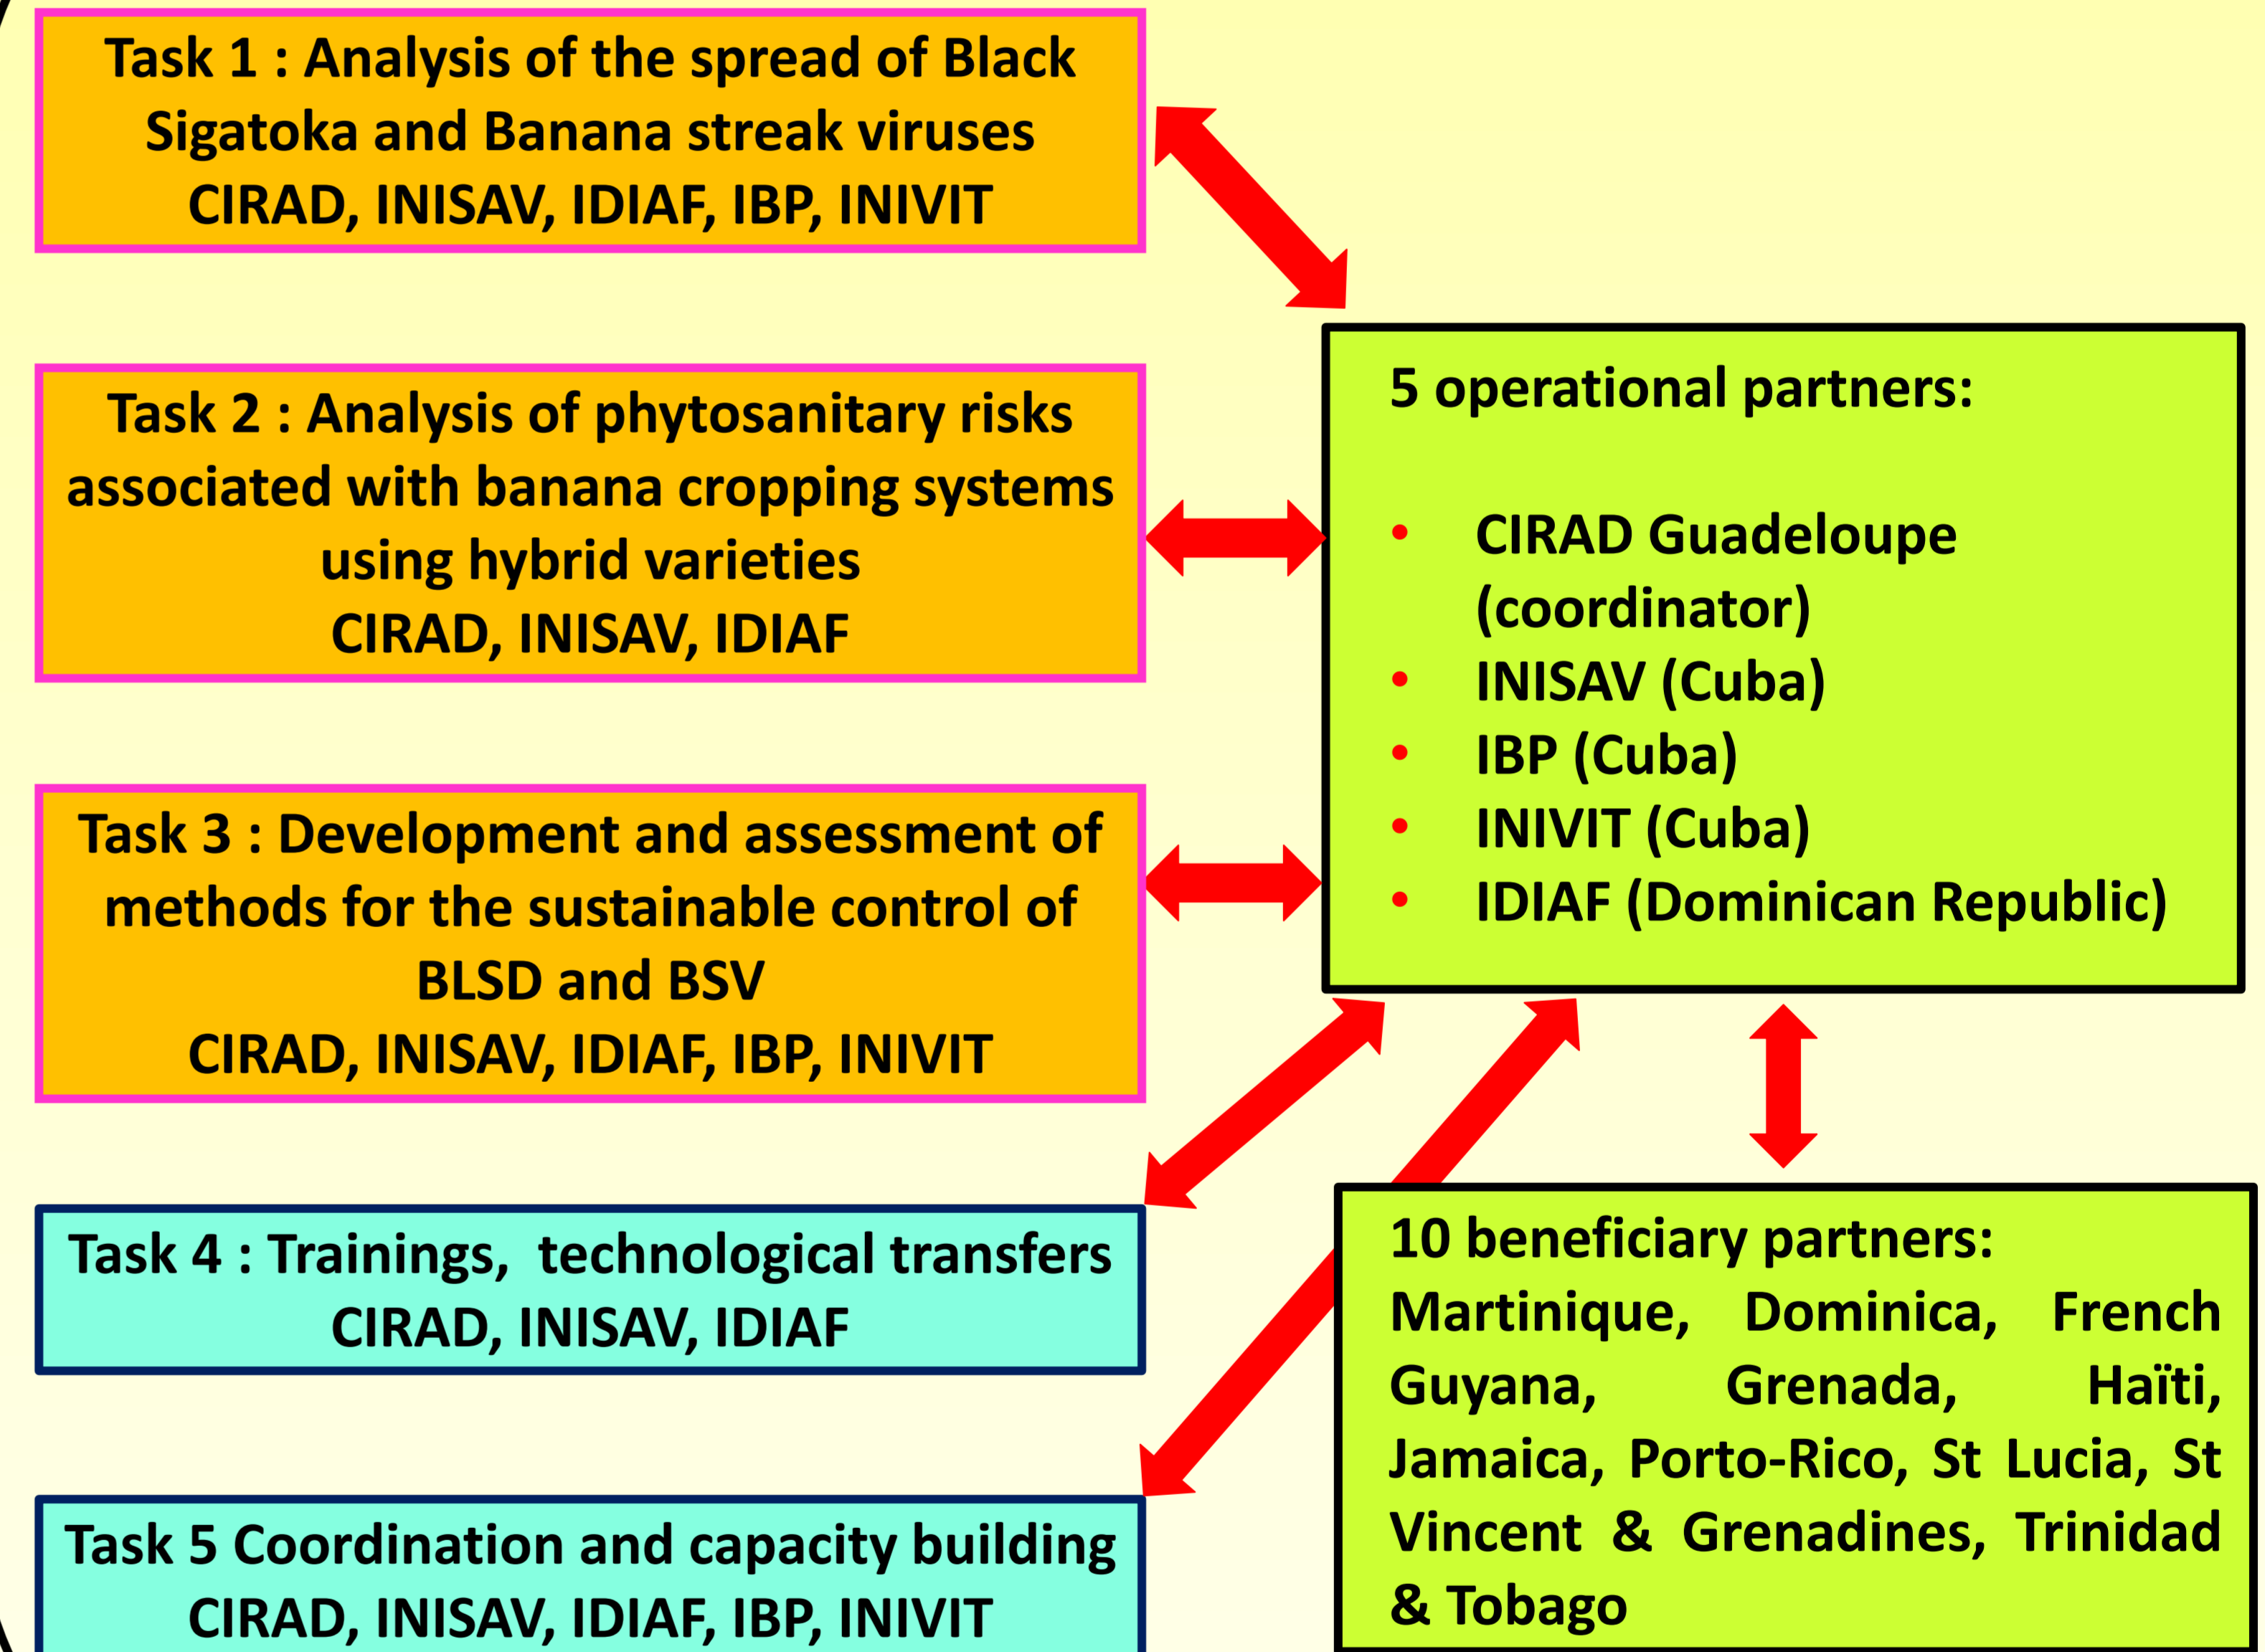 Task 1 : Analysis of the spread of Black
Sigatoka and Banana streak viruses
CIRAD, INISAV, IDIAF, IBP, INIVIT
Task 2 : Analysis of phytosanitary risks
associated with banana cropping systems
using hybrid varieties
CIRAD, INISAV, IDIAF
Task 3 : Development and assessment of
methods for the sustainable control of
BLSD and BSV
CIRAD, INISAV, IDIAF, IBP, INIVIT
Task 4 : Trainings, technological transfers
CIRAD, INISAV, IDIAF
Task 5 Coordination and capacity building
CIRAD, INISAV, IDIAF, IBP, INIVIT
5 operational partners:
• CIRAD Guadeloupe
(coordinator)
• INISAV (Cuba)
• IBP (Cuba)
• INIVIT (Cuba)
• IDIAF (Dominican Republic)
10 beneficiary partners:
Martinique, Dominica, French
Guyana, Grenada, Haïti,
Jamaica, Porto-Rico, St Lucia, St
Vincent & Grenadines, Trinidad
& Tobago